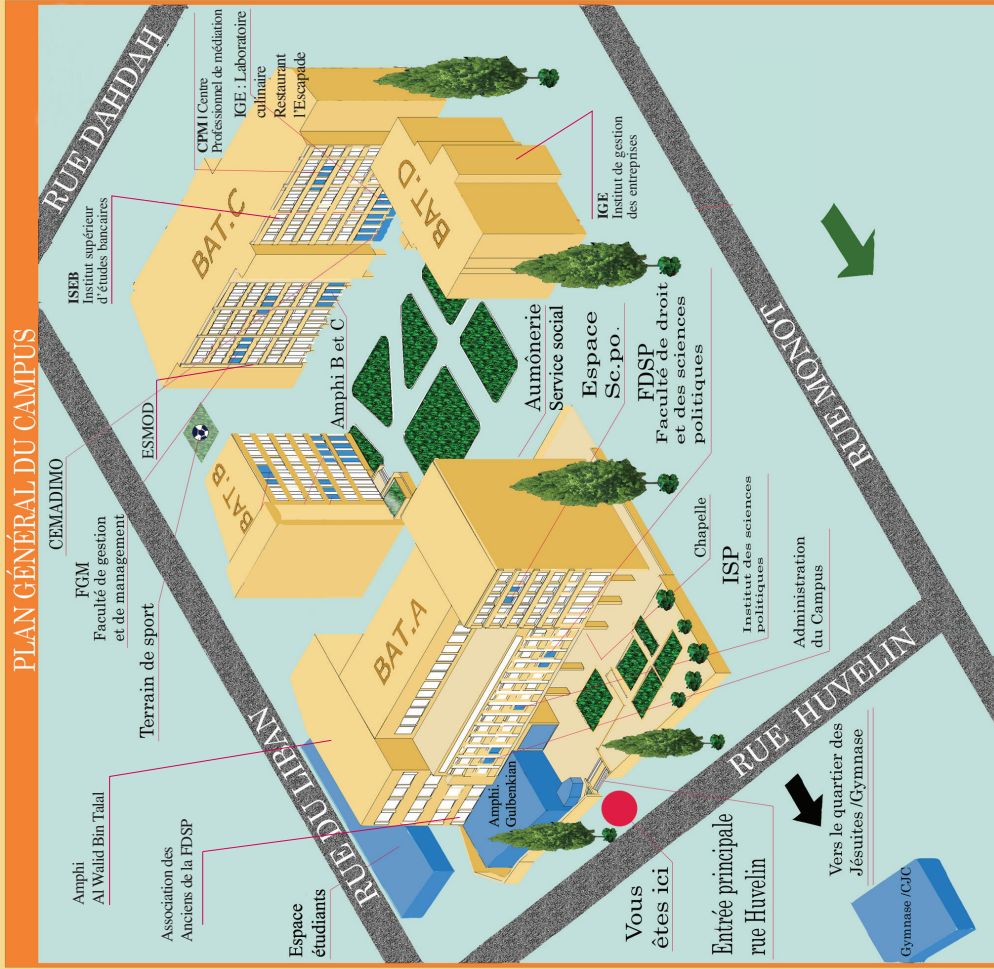 PLAN GÉNÉRAL DU CAMPUS
RUE DAHDAH
CPM | Centre
Professionnel de médiation
IGE : Laboratoire
culinaire
Restaurant
l'Escapade
ISEB
Institut supérieur
d'études bancaires
BAT.C
BAT.D
IGE
Institut de gestion
des entreprises
CEMADIMO
ESMOD
FGM
Faculté de gestion
et de management
Terrain de sport
BAT.B
Amphi B et C
Aumônerie
Service social
Espace
Sc.po.
FDSP
Faculté de droit
et des sciences
politiques
RUE MONOT
Chapelle
ISP
Institut des sciences
politiques
Administration
du Campus
BAT.A
RUE DU LIBAN
Amphi
Al Walid Bin Talal
Association des
Anciens de la FDSP
Espace
étudiants
Amphi.
Gulbenkian
RUE HUVELIN
Vous
êtes ici
Entrée principale
rue Huvelin
Vers le quartier des
Jésuites /Gymnase
Gymnase /CJC